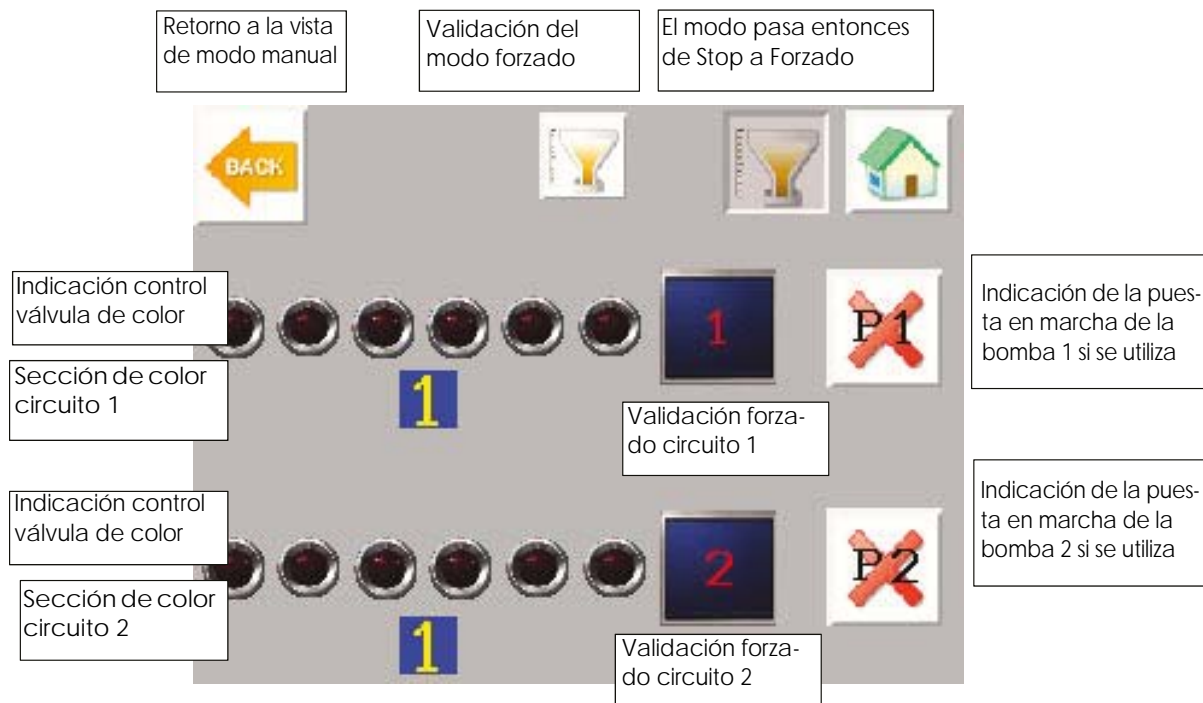 Retorno a la vista
de modo manual
Validación del
modo forzado
El modo pasa entonces
de Stop a Forzado
BACK
Indicación control
válvula de color
Sección de color
circuito 1
1
1
Validación forza-
do circuito 1
P1
Indicación de la pues-
ta en marcha de la
bomba 1 si se utiliza
Indicación control
válvula de color
Sección de color
circuito 2
1
2
Validación forza-
do circuito 2
P2
Indicación de la pues-
ta en marcha de la
bomba 2 si se utiliza